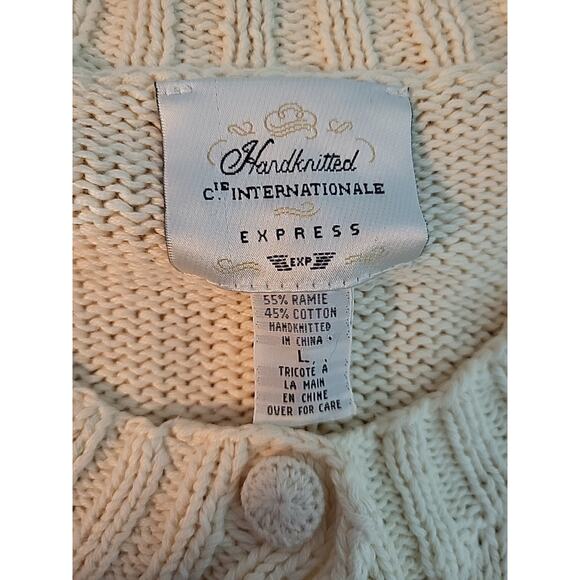 Handknitted
C.IE INTERNATIONALE
EXPRESS
EXP
55% RAMIE
45% COTTON
HANDKNITTED
IN CHINA
L
TRICOTÉ À
LA MAIN
EN CHINE
OVER FOR CARE